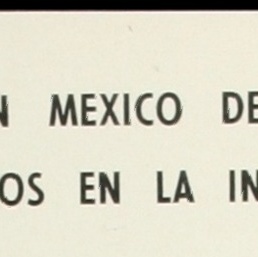 N MEXICO DE
OS EN LA IN